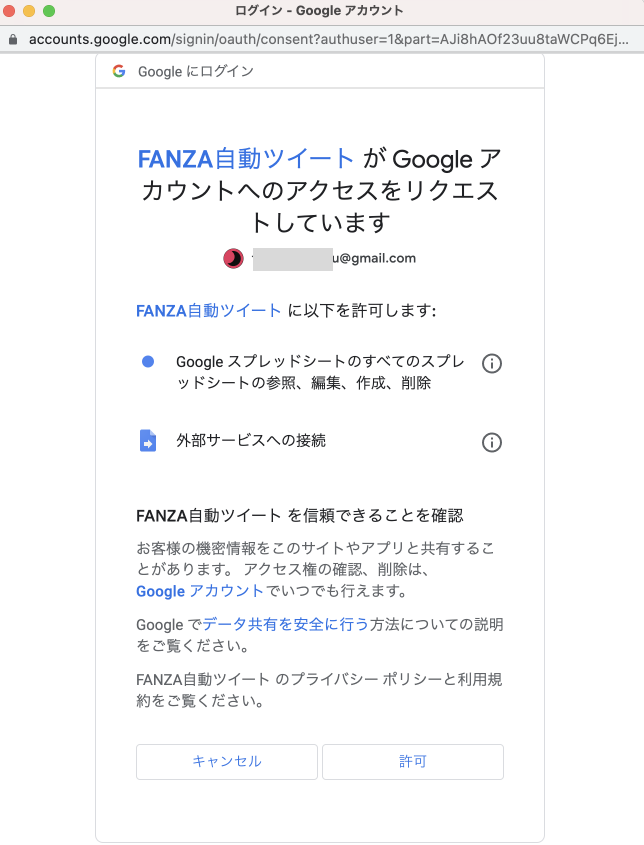 ログイン - Google アカウント
accounts.google.com/signin/oauth/consent?authuser=1&part=AJi8hAOf23uu8taWCPq6Ej...
Google にログイン
FANZA自動ツイート が Google ア
カウントへのアクセスをリクエス
トしています
u@gmail.com
FANZA自動ツイート に以下を許可します:
Google スプレッドシートのすべてのスプレ
ッドシートの参照、編集、作成、削除
外部サービスへの接続
FANZA自動ツイート を信頼できることを確認
お客様の機密情報をこのサイトやアプリと共有するこ
とがあります。 アクセス権の確認、削除は、
Google アカウントでいつでも行えます。
Google でデータ共有を安全に行う方法についての説明
をご覧ください。
FANZA自動ツイート のプライバシー ポリシーと利用規
約をご覧ください。
キャンセル
許可